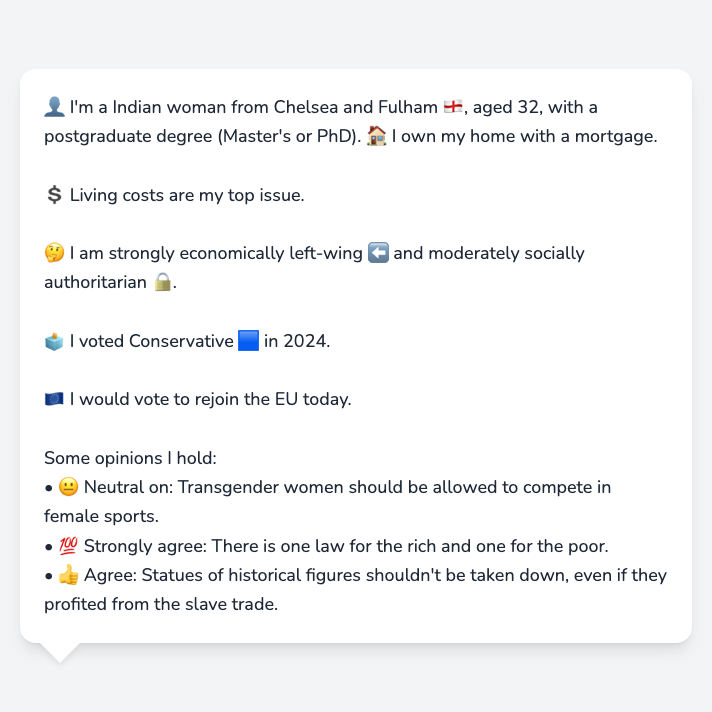 👤 I'm a Indian woman from Chelsea and Fulham 🏴󠁧󠁢󠁥󠁮󠁧󠁿, aged 32, with a
postgraduate degree (Master's or PhD). 🏠 I own my home with a mortgage.
💲 Living costs are my top issue.
🤔 I am strongly economically left-wing ⬅️ and moderately socially
authoritarian 🔒.
🗳️ I voted Conservative 🟦 in 2024.
🇪🇺 I would vote to rejoin the EU today.
Some opinions I hold:
• 😐 Neutral on: Transgender women should be allowed to compete in
female sports.
• 💯 Strongly agree: There is one law for the rich and one for the poor.
• 👍 Agree: Statues of historical figures shouldn't be taken down, even if they
profited from the slave trade.